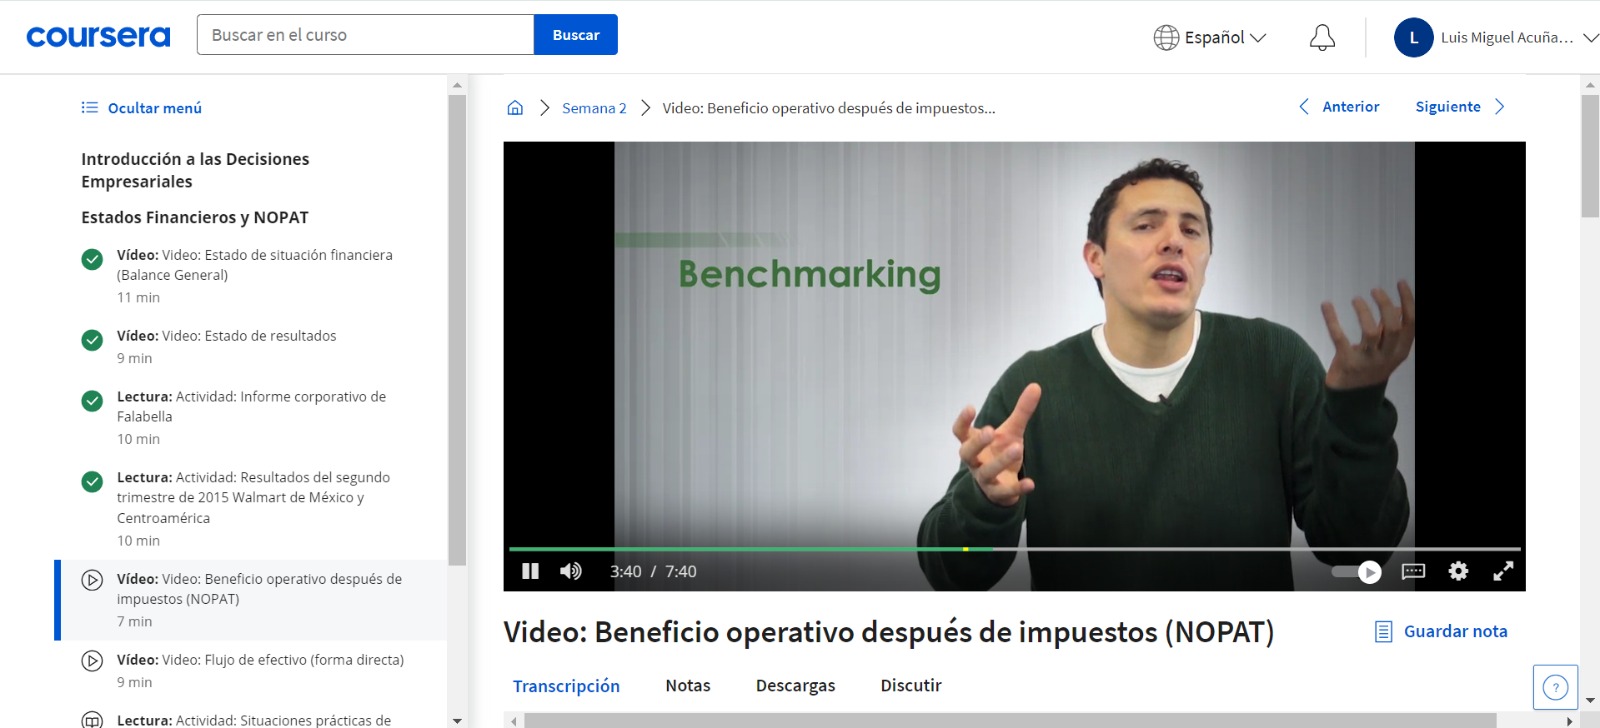 coursera
Buscar en el curso
Buscar
Español
L
Luis Miguel Acuña...
Ocultar menú
Introducción a las Decisiones
Empresariales
Estados Financieros y NOPAT
Vídeo: Video: Estado de situación financiera
(Balance General)
11 min
Vídeo: Video: Estado de resultados
9 min
Lectura: Actividad: Informe corporativo de
Falabella
10 min
Lectura: Actividad: Resultados del segundo
trimestre de 2015 Walmart de México y
Centroamérica
10 min
Vídeo: Video: Beneficio operativo después de
impuestos (NOPAT)
7 min
Vídeo: Video: Flujo de efectivo (forma directa)
9 min
Lectura: Actividad: Situaciones prácticas de
Semana 2
Video: Beneficio operativo después de impuestos...
Anterior
Siguiente
Benchmarking
3:40 / 7:40
Video: Beneficio operativo después de impuestos (NOPAT)
Guardar nota
Transcripción
Notas
Descargas
Discutir
?